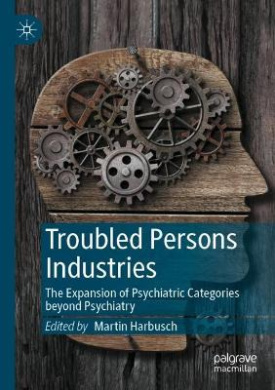 Troubled Persons
Industries
The Expansion of Psychiatric Categories
beyond Psychiatry
Edited by Martin Harbusch
palgrave
macmillan